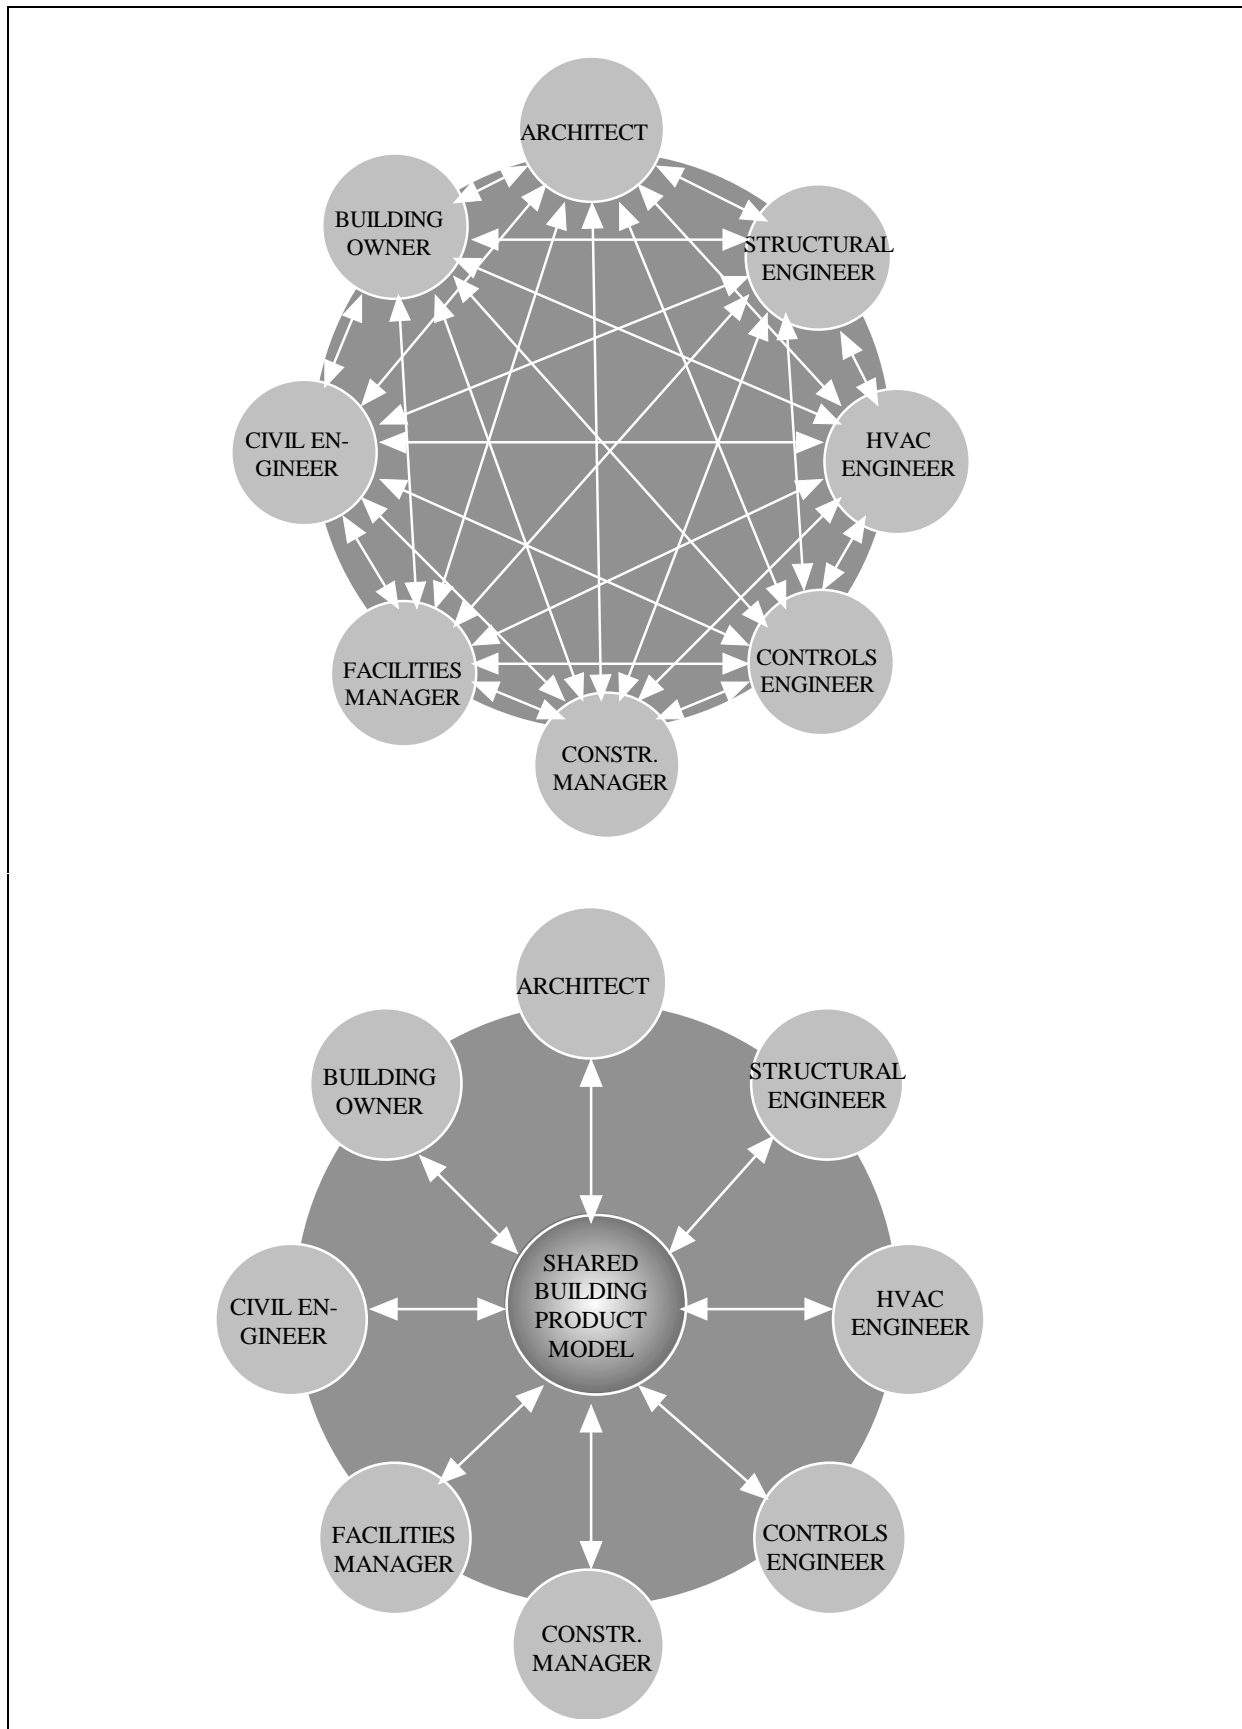 ARCHITECT
BUILDING
OWNER
STRUCTURAL
ENGINEER
CIVIL EN-
GINEER
HVAC
ENGINEER
FACILITIES
MANAGER
CONTROLS
ENGINEER
CONSTR.
MANAGER
ARCHITECT
BUILDING
OWNER
STRUCTURAL
ENGINEER
SHARED
BUILDING
PRODUCT
MODEL
CIVIL EN-
GINEER
HVAC
ENGINEER
FACILITIES
MANAGER
CONTROLS
ENGINEER
CONSTR.
MANAGER